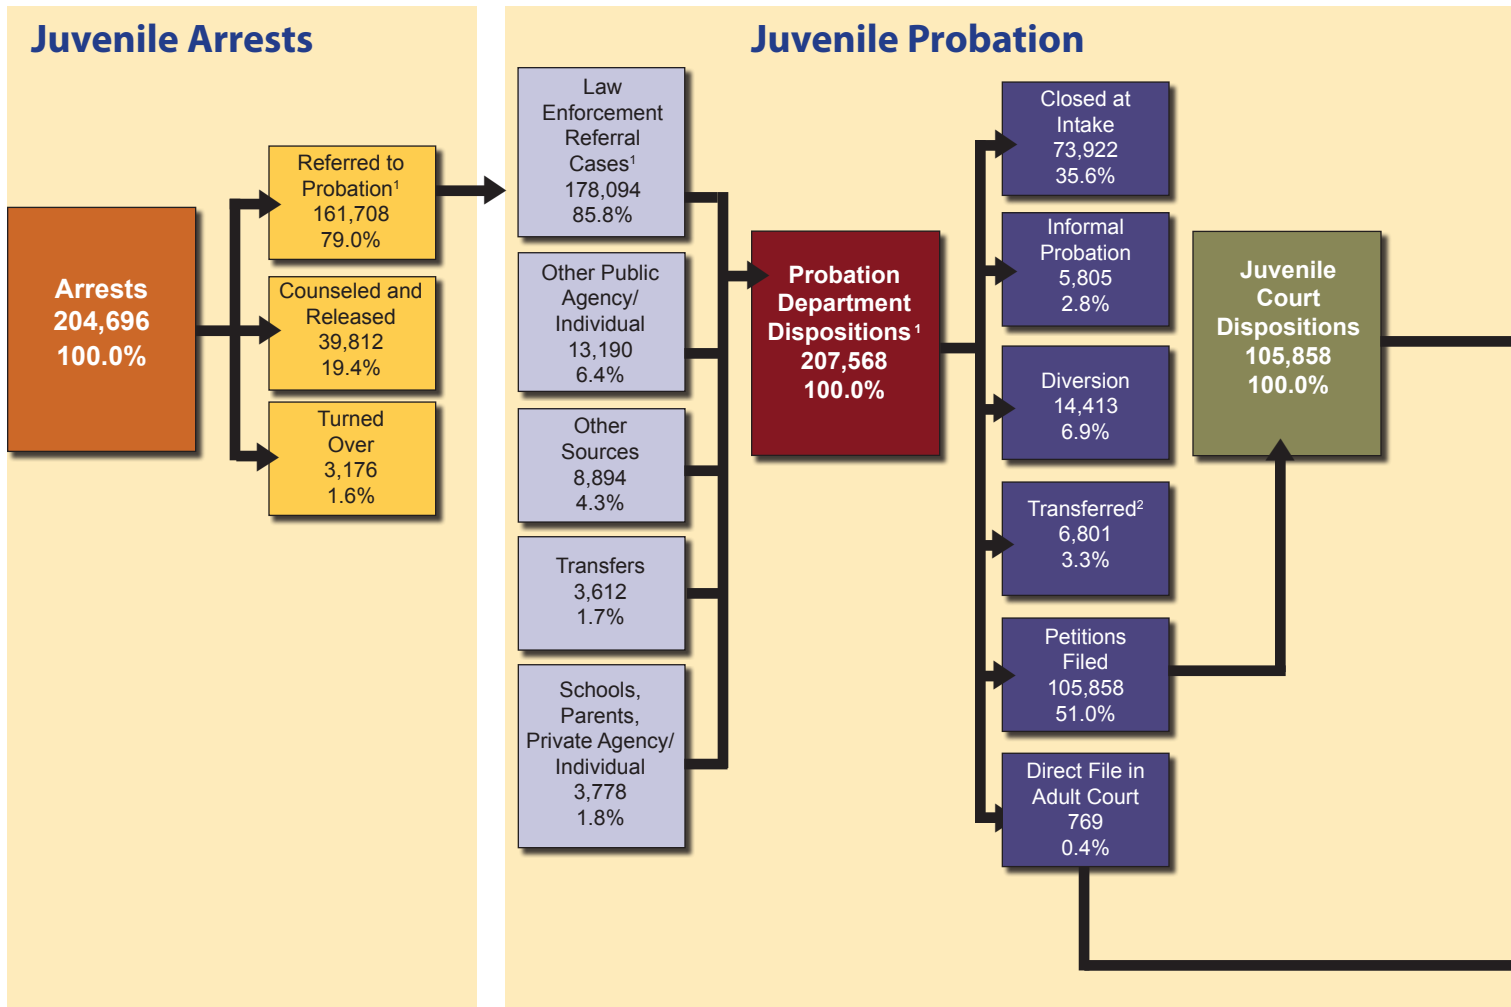 Juvenile Arrests
Arrests
204,696
100.0%
Referred to
Probation¹
161,708
79.0%
Counseled and
Released
39,812
19.4%
Turned
Over
3,176
1.6%
Juvenile Probation
Law
Enforcement
Referral
Cases¹
178,094
85.8%
Other Public
Agency/
Individual
13,190
6.4%
Other
Sources
8,894
4.3%
Transfers
3,612
1.7%
Schools,
Parents,
Private Agency/
Individual
3,778
1.8%
Probation
Department
Dispositions ¹
207,568
100.0%
Closed at
Intake
73,922
35.6%
Informal
Probation
5,805
2.8%
Diversion
14,413
6.9%
Transferred²
6,801
3.3%
Petitions
Filed
105,858
51.0%
Direct File in
Adult Court
769
0.4%
Juvenile
Court
Dispositions
105,858
100.0%